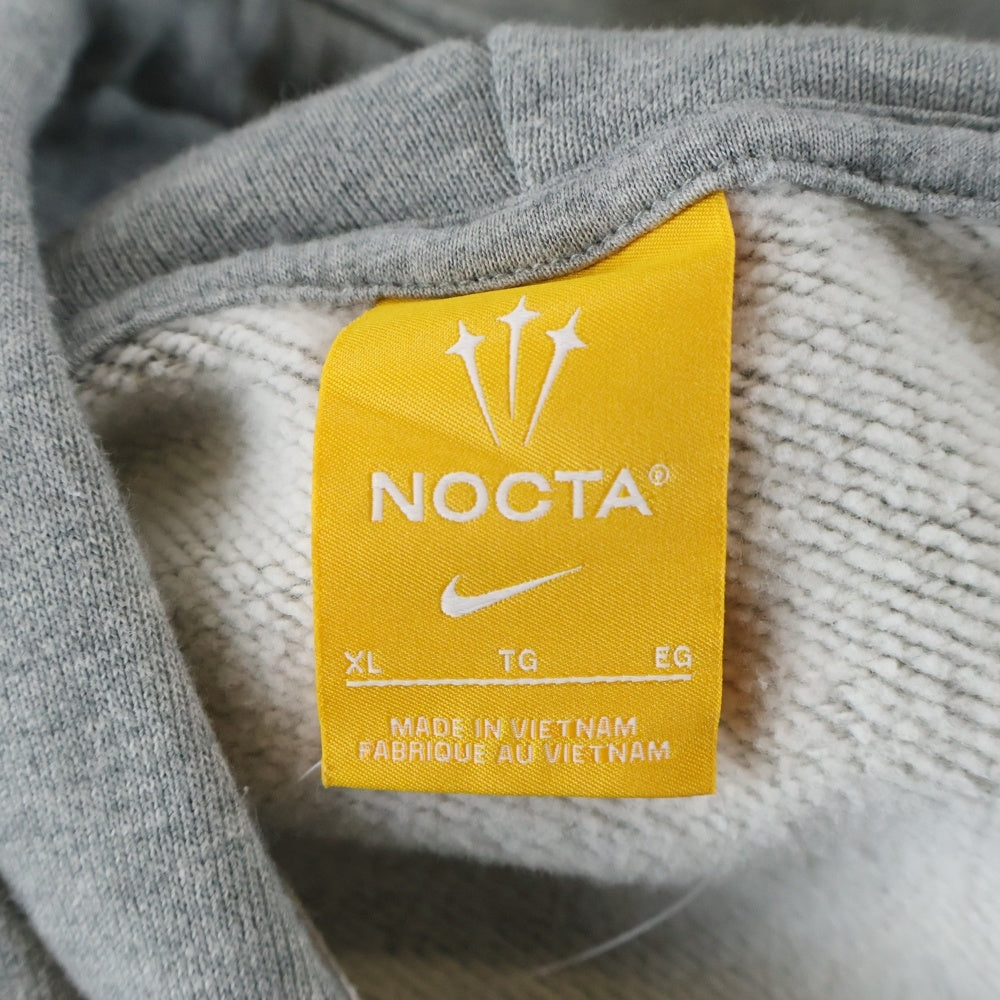 NOCTA®
XL TG EG
MADE IN VIETNAM
FABRIQUE AU VIETNAM